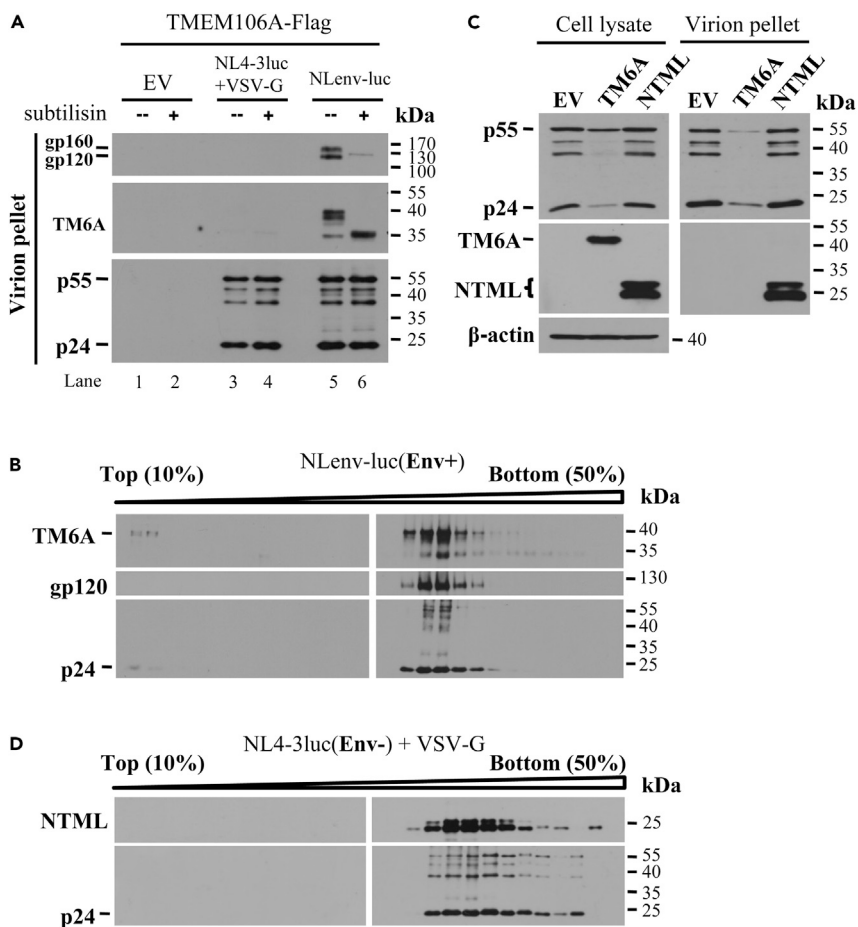 A
TMEM106A-Flag
EV
NL4-3luc
+VSV-G
NLenv-luc
subtilisin -- + -- + -- + kDa
gp160
gp120
170
130
100
TM6A
55
40
35
p55
p24
55
40
35
25
Virion pellet
Lane 1 2 3 4 5 6
C
Cell lysate Virion pellet
EV TM6A NTML EV TM6A NTML kDa
p55
p24
55
40
35
25
TM6A
NTML {
55
40
35
25
β-actin
40
B
NLenv-luc(Env+)
Top (10%) Bottom (50%)
kDa
TM6A
40
35
gp120
130
55
40
35
25
p24
D
NL4-3luc(Env-) + VSV-G
Top (10%) Bottom (50%)
kDa
NTML
25
55
40
35
25
p24